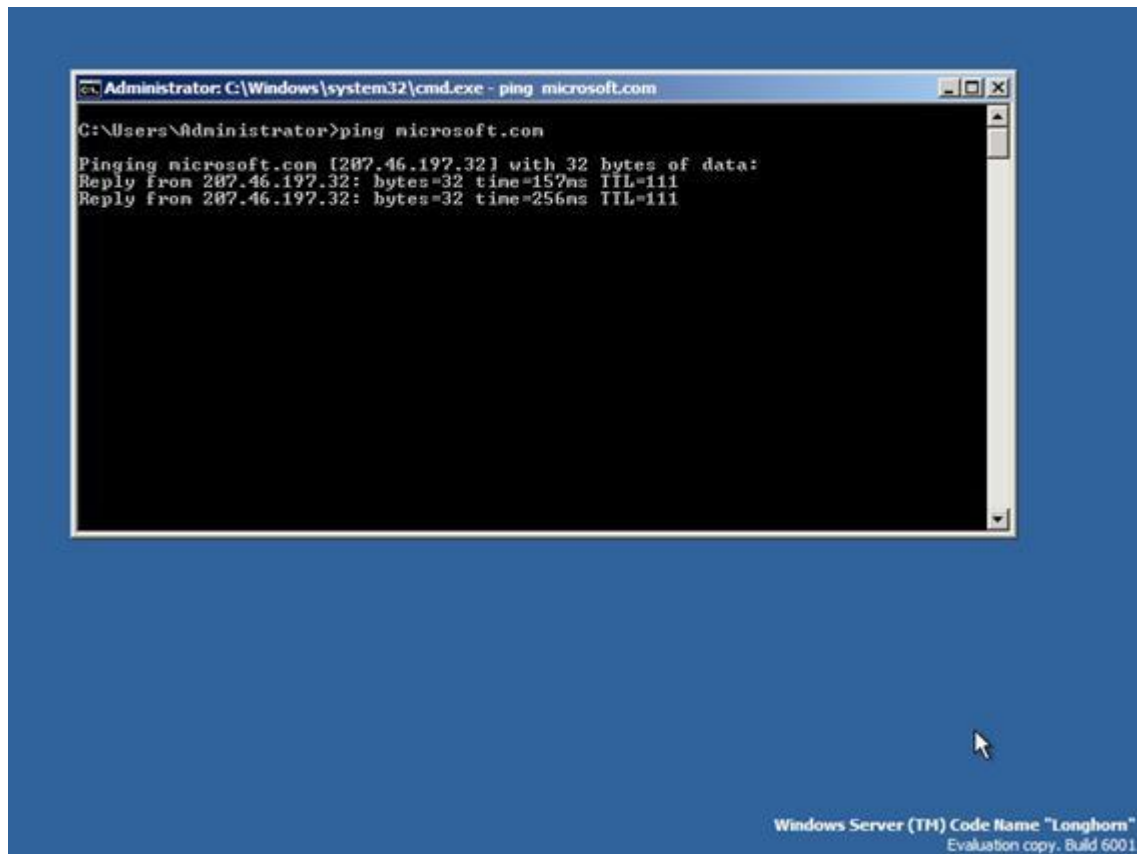 Administrator: C:\Windows\system32\cmd.exe - ping microsoft.com
C:\Users\Administrator>ping microsoft.com
Pinging microsoft.com [207.46.197.32] with 32 bytes of data:
Reply from 207.46.197.32: bytes=32 time=157ms TTL=111
Reply from 207.46.197.32: bytes=32 time=256ms TTL=111
Windows Server (TM) Code Name "Longhorn"
Evaluation copy. Build 6001